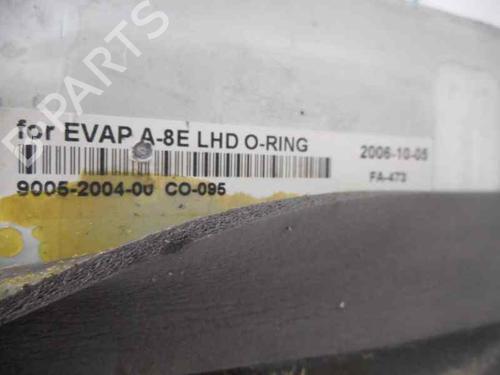 for EVAP A-8E LHD O-RING
2006-10-05
9005-2004-00 CO-095
FA-473